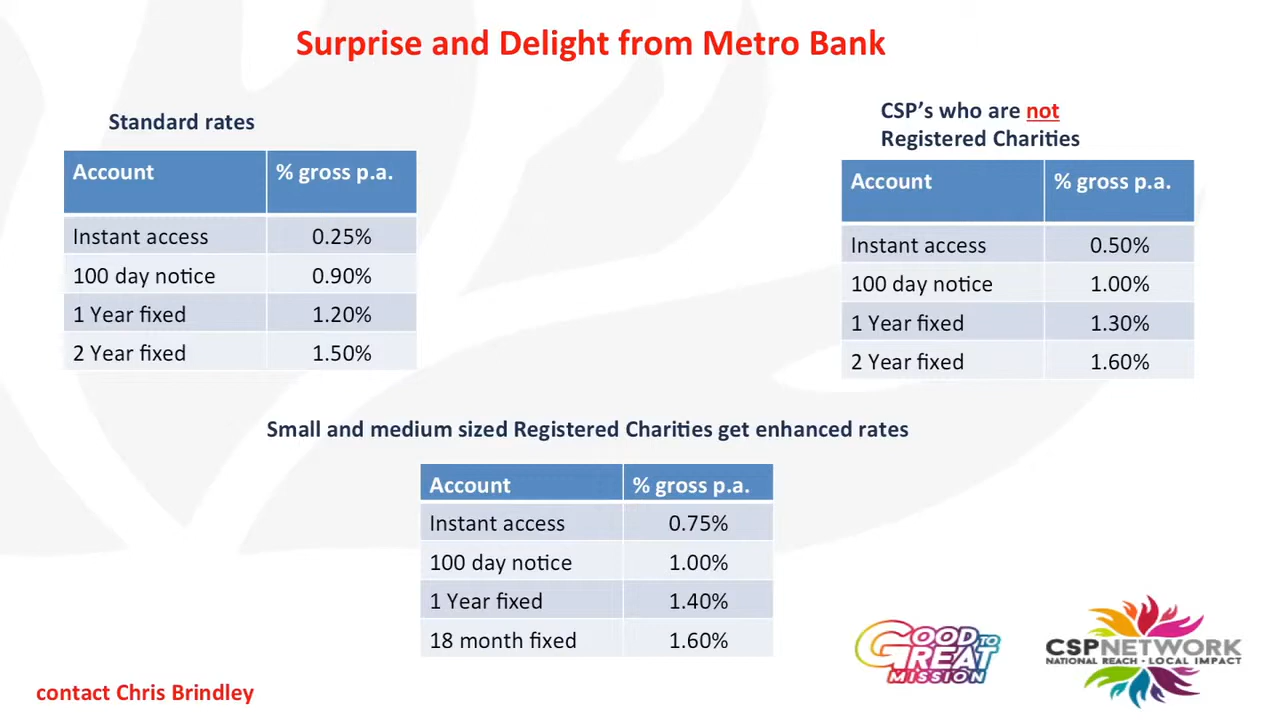 Surprise and Delight from Metro Bank
Standard rates
Account % gross p.a.
Instant access 0.25%
100 day notice 0.90%
1 Year fixed 1.20%
2 Year fixed 1.50%
CSP’s who are not
Registered Charities
Account % gross p.a.
Instant access 0.50%
100 day notice 1.00%
1 Year fixed 1.30%
2 Year fixed 1.60%
Small and medium sized Registered Charities get enhanced rates
Account % gross p.a.
Instant access 0.75%
100 day notice 1.00%
1 Year fixed 1.40%
18 month fixed 1.60%
GOOD TO
GREAT
MISSION
CSPNETWORK
NATIONAL REACH • LOCAL IMPACT
contact Chris Brindley